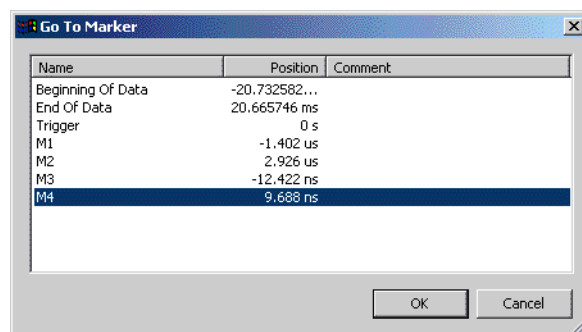 Go To Marker
Name Position Comment
Beginning Of Data -20.732582...
End Of Data 20.665746 ms
Trigger 0 s
M1 -1.402 us
M2 2.926 us
M3 -12.422 ns
M4 9.688 ns
OK Cancel